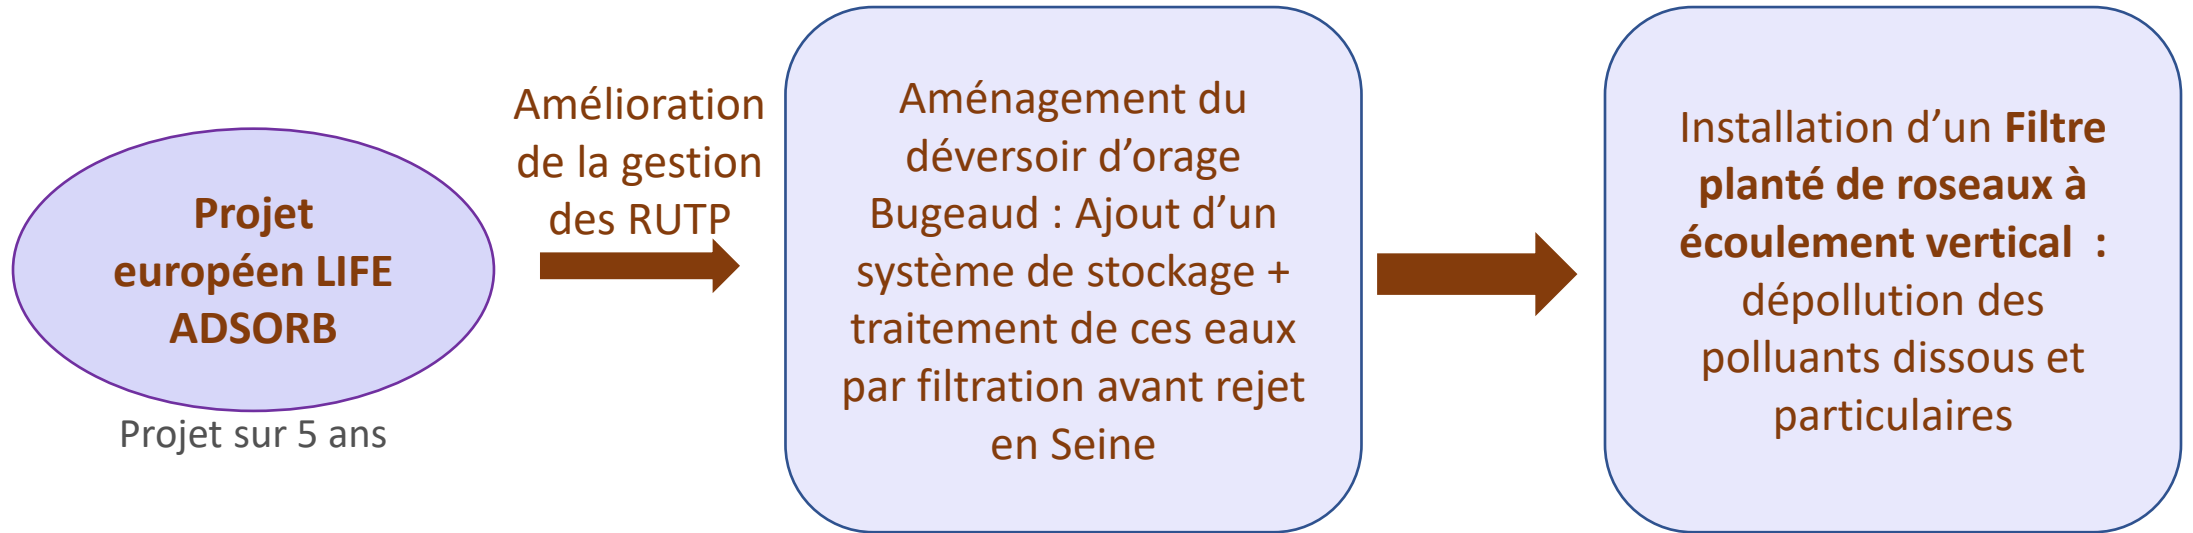 Projet
européen LIFE
ADSORB
Projet sur 5 ans
Amélioration
de la gestion
des RUTP
Aménagement du
déversoir d’orage
Bugeaud : Ajout d’un
système de stockage +
traitement de ces eaux
par filtration avant rejet
en Seine
Installation d’un Filtre
planté de roseaux à
écoulement vertical :
dépollution des
polluants dissous et
particulaires